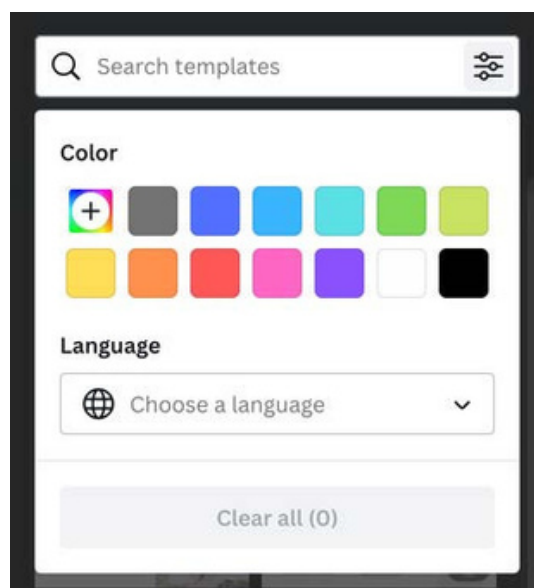 Search templates
Color
Language
Choose a language
Clear all (0)